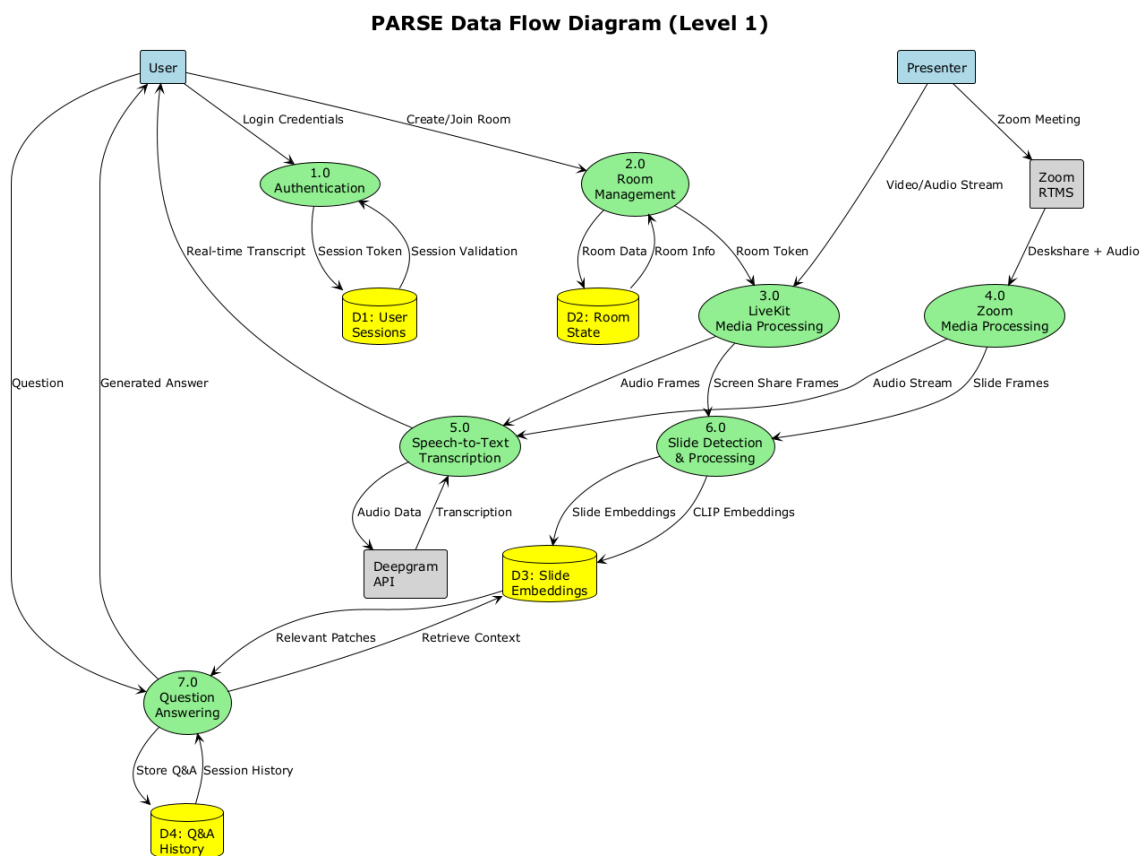 PARSE Data Flow Diagram (Level 1)
User
Presenter
Login Credentials
Create/Join Room
Zoom Meeting
1.0
Authentication
2.0
Room
Management
Video/Audio Stream
Zoom
RTMS
Real-time Transcript
Session Token
Session Validation
Room Data
Room Info
Room Token
Deskshare + Audio
D1: User
Sessions
D2: Room
State
3.0
LiveKit
Media Processing
4.0
Zoom
Media Processing
Question
Generated Answer
Audio Frames
Screen Share Frames
Audio Stream
Slide Frames
5.0
Speech-to-Text
Transcription
6.0
Slide Detection
& Processing
Audio Data
Transcription
Slide Embeddings
CLIP Embeddings
Deepgram
API
D3: Slide
Embeddings
Relevant Patches
Retrieve Context
7.0
Question
Answering
Store Q&A
Session History
D4: Q&A
History